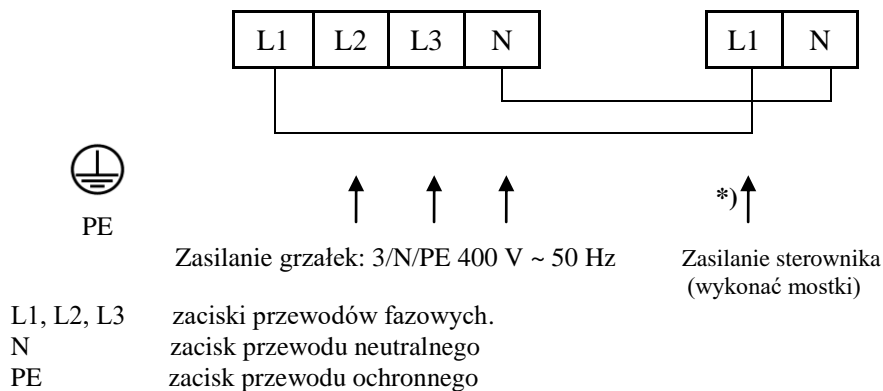 L1 L2 L3 N L1 N
*)
PE
Zasilanie grzałek: 3/N/PE 400 V ~ 50 Hz Zasilanie sterownika
(wykonać mostki)
L1, L2, L3 zaciski przewodów fazowych.
N zacisk przewodu neutralnego
PE zacisk przewodu ochronnego